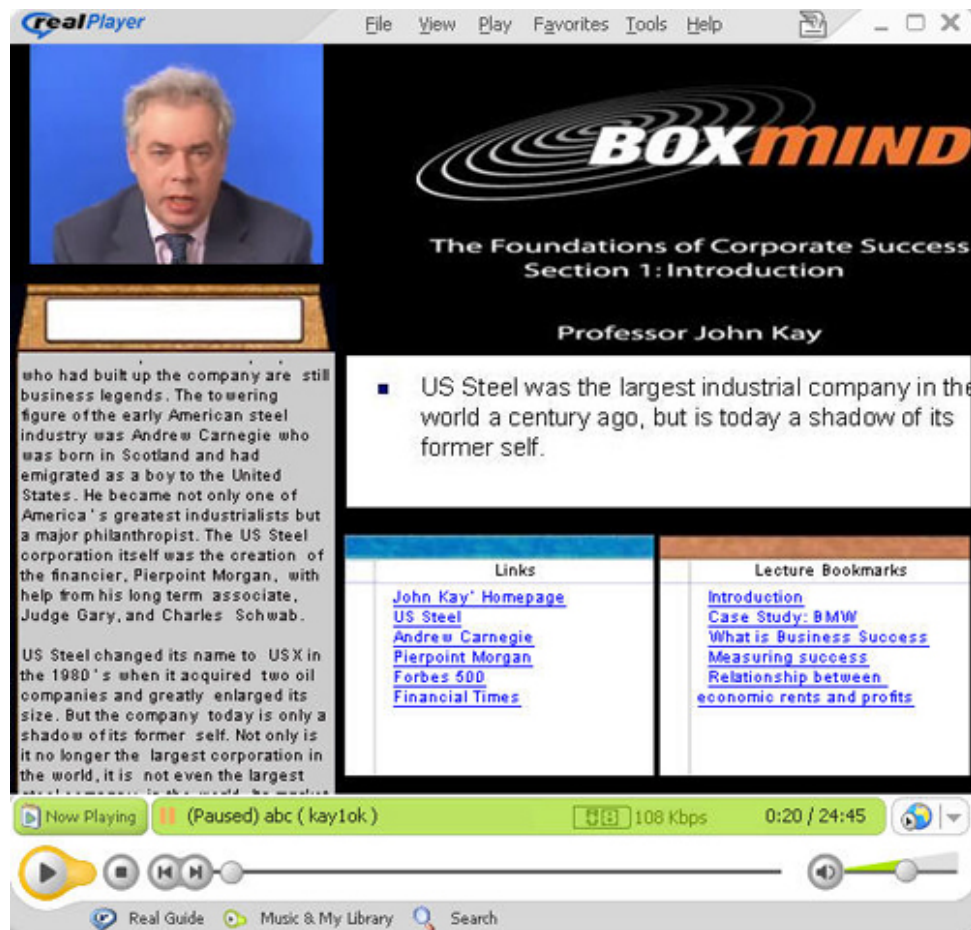 realPlayer
File View Play Favorites Tools Help
BOXMIND
The Foundations of Corporate Success
Section 1: Introduction
Professor John Kay
who had built up the company are still
business legends. The towering
figure of the early American steel
industry was Andrew Carnegie who
was born in Scotland and had
emigrated as a boy to the United
States. He became not only one of
America's greatest industrialists but
a major philanthropist. The US Steel
corporation itself was the creation of
the financier, Pierpoint Morgan, with
help from his long term associate,
Judge Gary, and Charles Schwab.
US Steel changed its name to USX in
the 1980's when it acquired two oil
companies and greatly enlarged its
size. But the company today is only a
shadow of its former self. Not only is
it no longer the largest corporation in
the world, it is not even the largest
US Steel was the largest industrial company in the
world a century ago, but is today a shadow of its
former self.
Links
John Kay' Homepage
US Steel
Andrew Carnegie
Pierpoint Morgan
Forbes 500
Financial Times
Lecture Bookmarks
Introduction
Case Study: BMW
What is Business Success
Measuring success
Relationship between
economic rents and profits
Now Playing (Paused) abc ( kay1ok ) 108 Kbps 0:20 / 24:45
Real Guide Music & My Library Search